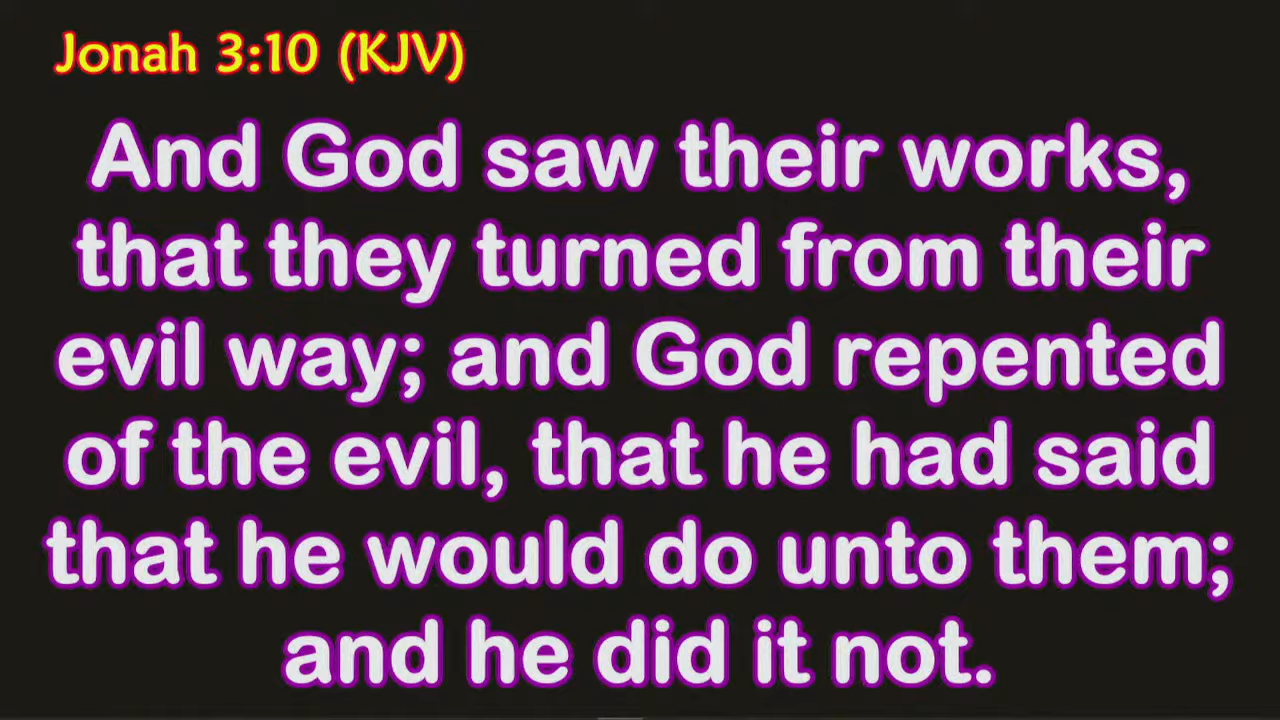 Jonah 3:10 (KJV)
And God saw their works,
that they turned from their
evil way; and God repented
of the evil, that he had said
that he would do unto them;
and he did it not.